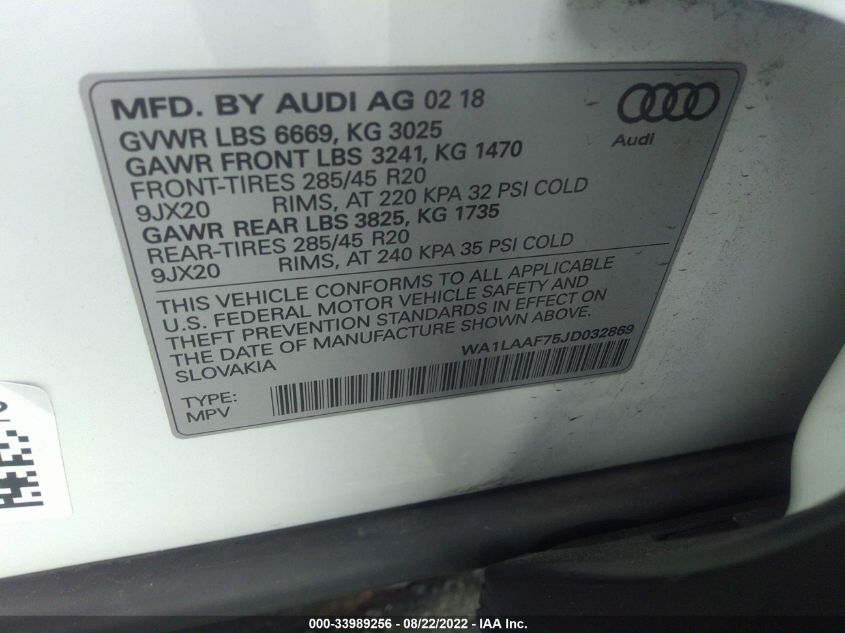 MFD. BY AUDI AG 02 18
Audi
GVWR LBS 6669, KG 3025
GAWR FRONT LBS 3241, KG 1470
FRONT-TIRES 285/45 R20
9JX20 RIMS, AT 220 KPA 32 PSI COLD
GAWR REAR LBS 3825, KG 1735
REAR-TIRES 285/45 R20
9JX20 RIMS, AT 240 KPA 35 PSI COLD
THIS VEHICLE CONFORMS TO ALL APPLICABLE
U.S. FEDERAL MOTOR VEHICLE SAFETY AND
THEFT PREVENTION STANDARDS IN EFFECT ON
THE DATE OF MANUFACTURE SHOWN ABOVE.
SLOVAKIA WA1LAAF75JD032869
TYPE:
MPV
000-33989256 - 08/22/2022 - IAA Inc.